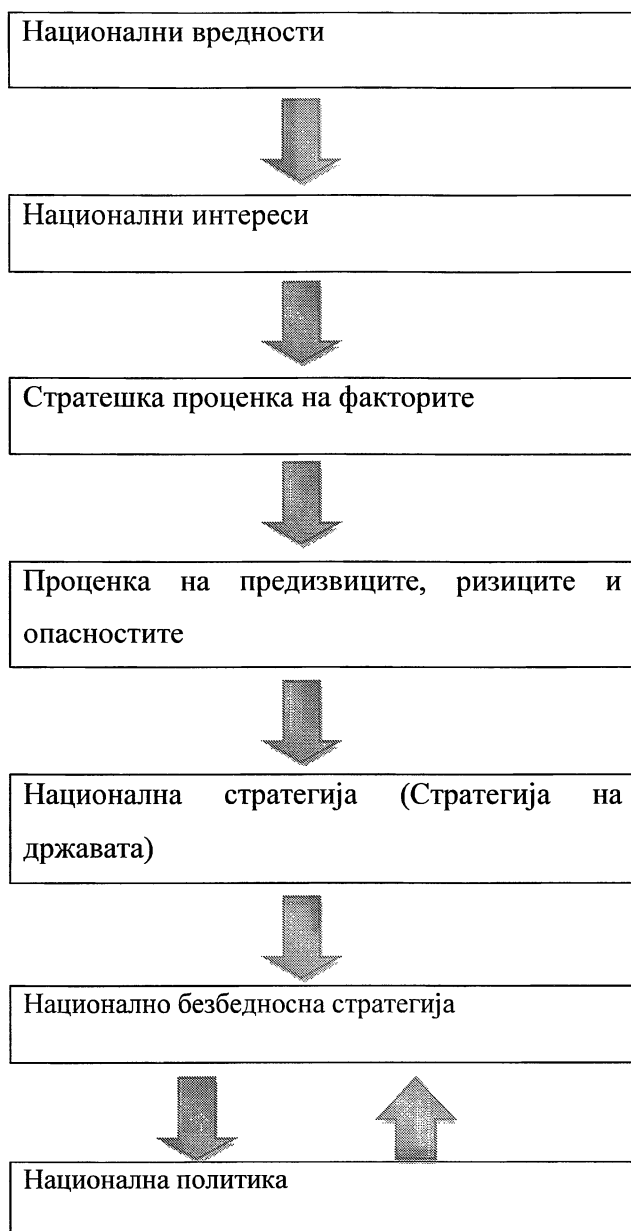 Национални вредности
Национални интереси
Стратешка проценка на факторите
Проценка на предизвиците, ризиците и
опасностите
Национална стратегија (Стратегија на
државата)
Национално безбедносна стратегија
Национална политика